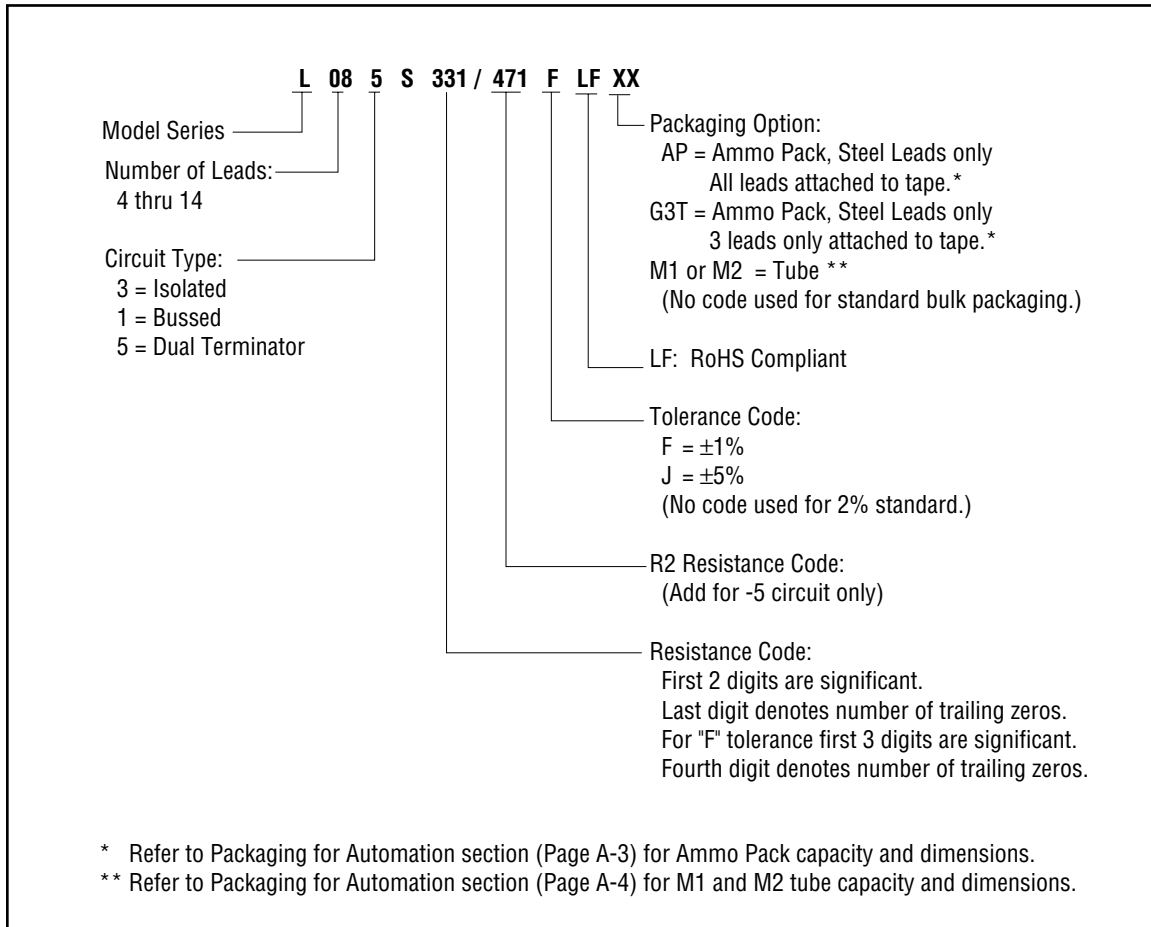 L 08 5 S 331 / 471 F LF XX
Model Series
Number of Leads:
4 thru 14
Circuit Type:
3 = Isolated
1 = Bussed
5 = Dual Terminator
Packaging Option:
AP = Ammo Pack, Steel Leads only
All leads attached to tape.*
G3T = Ammo Pack, Steel Leads only
3 leads only attached to tape.*
M1 or M2 = Tube **
(No code used for standard bulk packaging.)
LF: RoHS Compliant
Tolerance Code:
F = ±1%
J = ±5%
(No code used for 2% standard.)
R2 Resistance Code:
(Add for -5 circuit only)
Resistance Code:
First 2 digits are significant.
Last digit denotes number of trailing zeros.
For "F" tolerance first 3 digits are significant.
Fourth digit denotes number of trailing zeros.
* Refer to Packaging for Automation section (Page A-3) for Ammo Pack capacity and dimensions.
** Refer to Packaging for Automation section (Page A-4) for M1 and M2 tube capacity and dimensions.